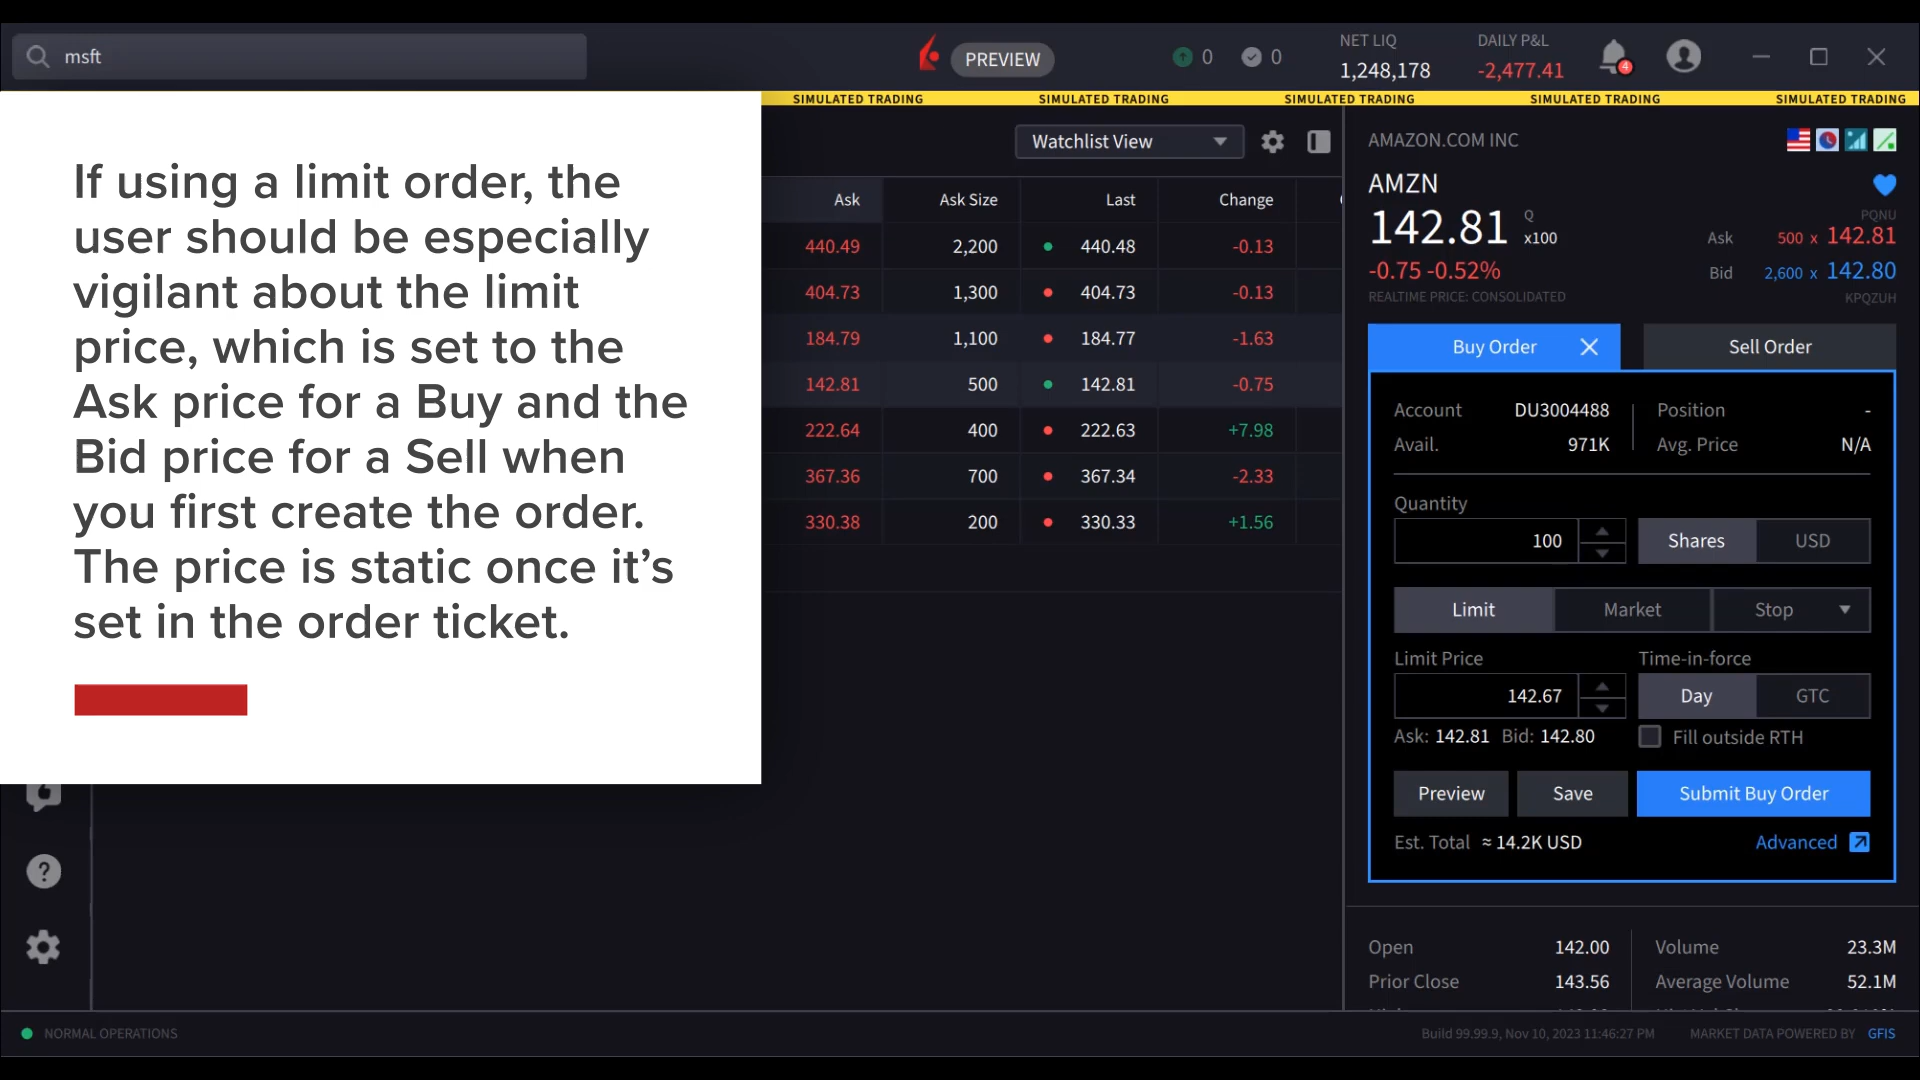 msft
PREVIEW
0
0
NET LIQ
1,248,178
DAILY P&L
-2,477.41
4
SIMULATED TRADING SIMULATED TRADING SIMULATED TRADING SIMULATED TRADING SIMULATED TRADING
If using a limit order, the
user should be especially
vigilant about the limit
price, which is set to the
Ask price for a Buy and the
Bid price for a Sell when
you first create the order.
The price is static once it’s
set in the order ticket.
Watchlist View
Ask Ask Size Last Change
440.49 2,200 440.48 -0.13
404.73 1,300 404.73 -0.13
184.79 1,100 184.77 -1.63
142.81 500 142.81 -0.75
222.64 400 222.63 +7.98
367.36 700 367.34 -2.33
330.38 200 330.33 +1.56
AMAZON.COM INC
AMZN
142.81 Q x100
-0.75 -0.52%
REALTIME PRICE: CONSOLIDATED
PQNU
Ask 500 x 142.81
Bid 2,600 x 142.80
KPQZUH
Buy Order Sell Order
Account DU3004488 Position -
Avail. 971K Avg. Price N/A
Quantity
100 Shares USD
Limit Market Stop
Limit Price Time-in-force
142.67 Day GTC
Ask: 142.81 Bid: 142.80 Fill outside RTH
Preview Save Submit Buy Order
Est. Total ≈ 14.2K USD Advanced
Open 142.00 Volume 23.3M
Prior Close 143.56 Average Volume 52.1M
NORMAL OPERATIONS
Build 99.99.9, Nov 10, 2023 11:46:27 PM MARKET DATA POWERED BY GFIS